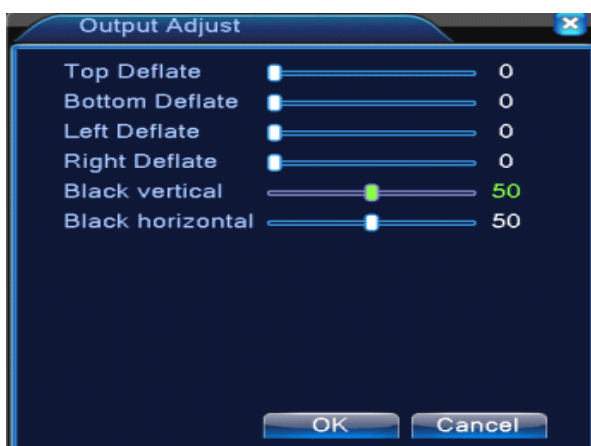 Output Adjust
Top Deflate 0
Bottom Deflate 0
Left Deflate 0
Right Deflate 0
Black vertical 50
Black horizontal 50
OK Cancel